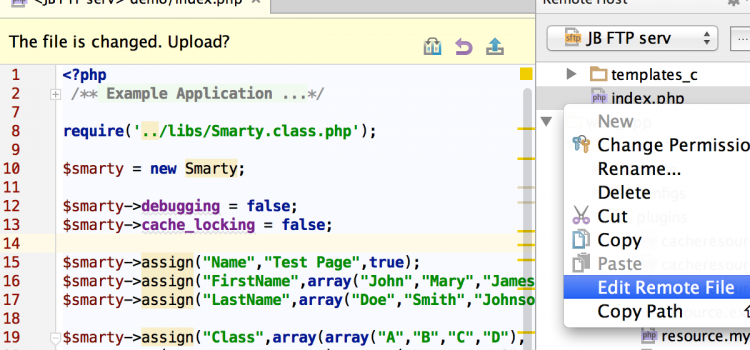 <JB FTP serv> demo/index.php
Remote Host
The file is changed. Upload?
JB FTP serv
1 <?php
2 /** Example Application ...*/
7
8 require('../libs/Smarty.class.php');
9
10 $smarty = new Smarty;
11
12 $smarty->debugging = false;
13 $smarty->cache_locking = false;
14
15 $smarty->assign("Name","Test Page",true);
16 $smarty->assign("FirstName",array("John","Mary","James
17 $smarty->assign("LastName",array("Doe","Smith","Johnso
18
19 $smarty->assign("Class",array(array("A","B","C","D"),
templates_c
index.php
New
Change Permissio
Rename...
Delete
Cut
Copy
Paste
Edit Remote File
Copy Path
resource.my